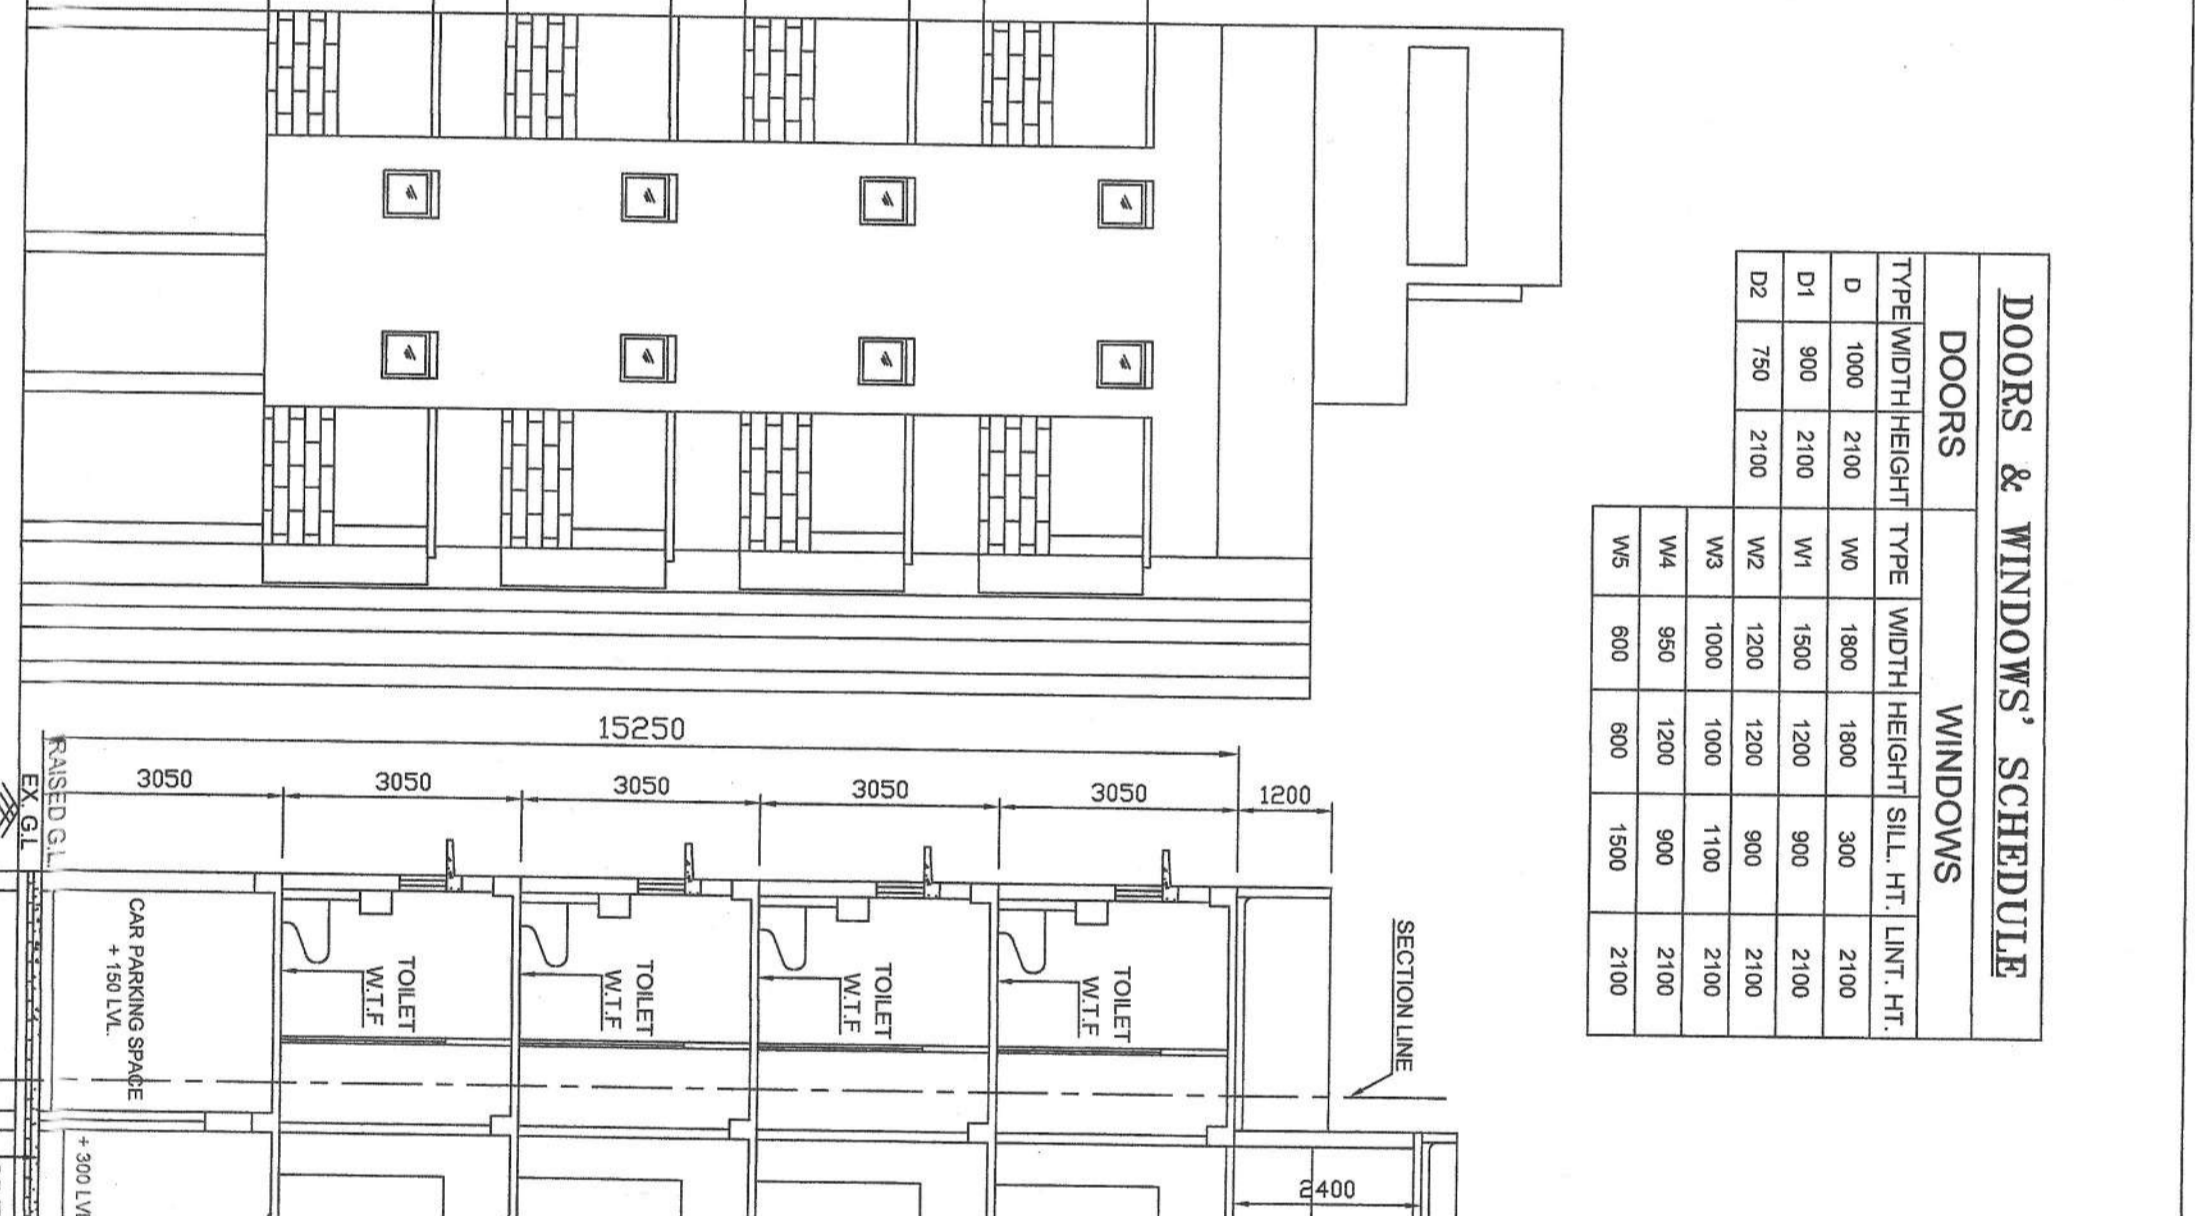 DOORS & WINDOWS' SCHEDULE
DOORS WINDOWS
TYPE WIDTH HEIGHT TYPE WIDTH HEIGHT SILL. HT. LINT. HT.
D 1000 2100 W0 1800 1800 300 2100
D1 900 2100 W1 1500 1200 900 2100
D2 750 2100 W2 1200 1200 900 2100
W3 1000 1000 1100 2100
W4 950 1200 900 2100
W5 600 600 1500 2100
SECTION LINE
1200
2400
15250
3050
TOILET
W.T.F
3050
TOILET
W.T.F
3050
TOILET
W.T.F
3050
TOILET
W.T.F
3050
CAR PARKING SPACE
+ 150 LVL.
+ 300 LVL
RAISED G.L.
EX. G.L